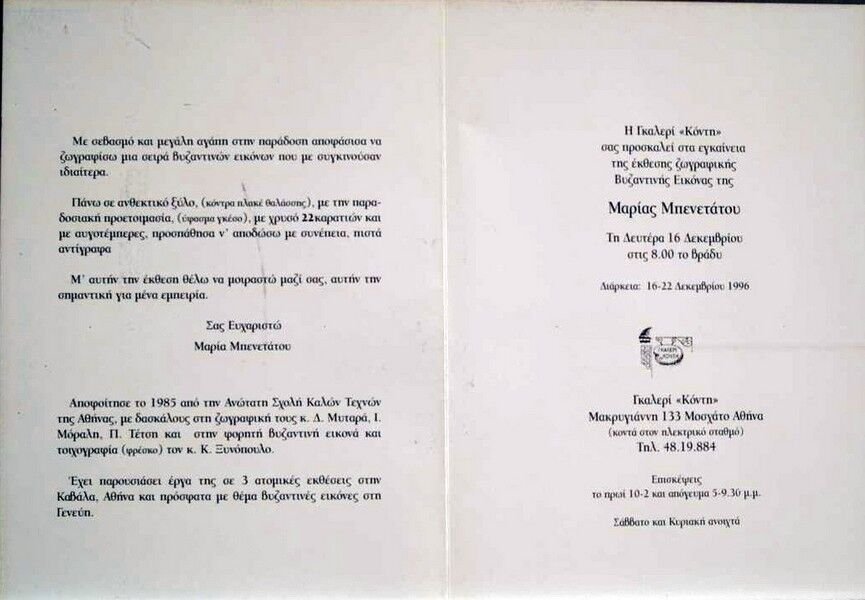 Με σεβασμό και μεγάλη αγάπη στην παράδοση αποφάσισα να
ζωγραφίσω μια σειρά βυζαντινών εικόνων που με συγκινούσαν
ιδιαίτερα.
Πάνω σε ανθεκτικό ξύλο, (κόντρα πλακέ θαλάσσης), με την παρα-
δοσιακή προετοιμασία, (ύφασμα γκέσο), με χρυσό 22καρατιών και
με αυγοτέμπερες, προσπάθησα ν' αποδώσω με συνέπεια, πιστά
αντίγραφα
Μ' αυτήν την έκθεση θέλω να μοιραστώ μαζί σας, αυτήν την
σημαντική για μένα εμπειρία.
Σας Ευχαριστώ
Μαρία Μπενετάτου
Αποφοίτησε το 1985 από την Ανώτατη Σχολή Καλών Τεχνών
της Αθήνας, με δασκάλους στη ζωγραφική τους κ. Δ. Μυταρά, Ι.
Μόραλη, Π. Τέτση και στην φορητή βυζαντινή εικονά και
τοιχογραφία (φρέσκο) τον κ. Κ. Ξυνόπουλο.
Έχει παρουσιάσει έργα της σε 3 ατομικές εκθέσεις στην
Καβάλα, Αθήνα και πρόσφατα με θέμα βυζαντινές εικόνες στη
Γενεύη.
Η Γκαλερί «Κόντη»
σας προσκαλεί στα εγκαίνεια
της έκθεσης ζωγραφικής
Βυζαντινής Εικόνας της
Μαρίας Μπενετάτου
Τη Δευτέρα 16 Δεκεμβρίου
στις 8.00 το βράδυ
Διάρκεια: 16-22 Δεκεμβρίου 1996
ΓΚΑΛΕΡΙ
ΚΟΝΤΗ
Γκαλερί «Κόντη»
Μακρυγιάννη 133 Μοσχάτο Αθήνα
(κοντά στον ηλεκτρικό σταθμό)
Τηλ. 48.19.884
Επισκέψεις
το πρωί 10-2 και απόγευμα 5-9.30 μ.μ.
Σάββατο και Κυριακή ανοιχτά